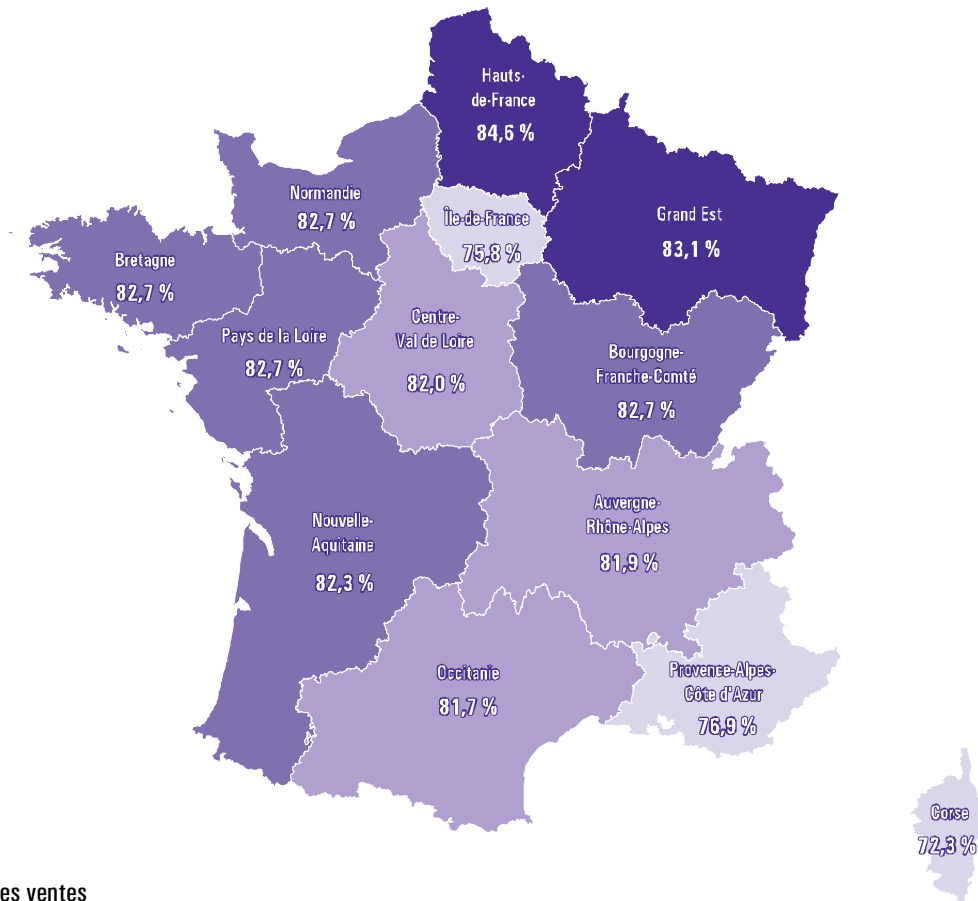 Hauts-
de-France
84,6 %
Normandie
82,7 %
Île-de-France
75,8 %
Grand Est
83,1 %
Bretagne
82,7 %
Pays de la Loire
82,7 %
Centre-
Val de Loire
82,0 %
Bourgogne-
Franche-Comté
82,7 %
Nouvelle-
Aquitaine
82,3 %
Auvergne-
Rhône-Alpes
81,9 %
Occitanie
81,7 %
Provence-Alpes-
Côte d'Azur
76,9 %
Corse
72,3 %
es ventes